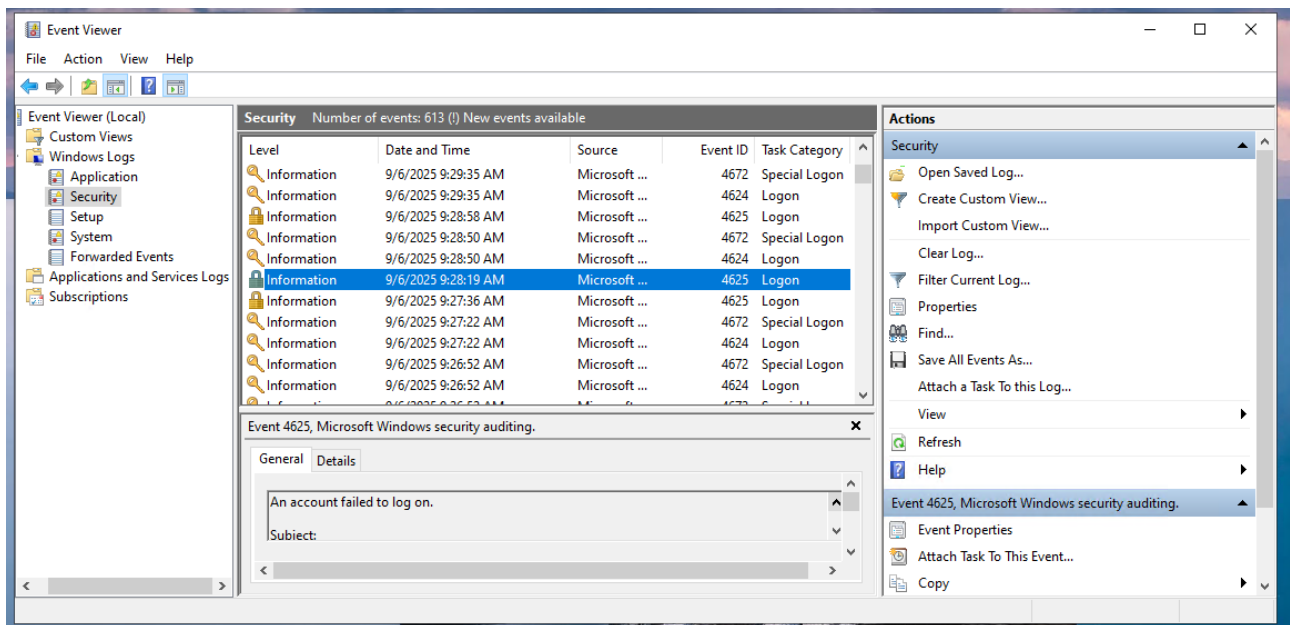 Event Viewer
File Action View Help
Event Viewer (Local)
Custom Views
Windows Logs
Application
Security
Setup
System
Forwarded Events
Applications and Services Logs
Subscriptions
Security Number of events: 613 (!) New events available
Level Date and Time Source Event ID Task Category
Information 9/6/2025 9:29:35 AM Microsoft ... 4672 Special Logon
Information 9/6/2025 9:29:35 AM Microsoft ... 4624 Logon
Information 9/6/2025 9:28:58 AM Microsoft ... 4625 Logon
Information 9/6/2025 9:28:50 AM Microsoft ... 4672 Special Logon
Information 9/6/2025 9:28:50 AM Microsoft ... 4624 Logon
Information 9/6/2025 9:28:19 AM Microsoft ... 4625 Logon
Information 9/6/2025 9:27:36 AM Microsoft ... 4625 Logon
Information 9/6/2025 9:27:22 AM Microsoft ... 4672 Special Logon
Information 9/6/2025 9:27:22 AM Microsoft ... 4624 Logon
Information 9/6/2025 9:26:52 AM Microsoft ... 4672 Special Logon
Information 9/6/2025 9:26:52 AM Microsoft ... 4624 Logon
Event 4625, Microsoft Windows security auditing.
General Details
An account failed to log on.
Subject:
Actions
Security
Open Saved Log...
Create Custom View...
Import Custom View...
Clear Log...
Filter Current Log...
Properties
Find...
Save All Events As...
Attach a Task To this Log...
View
Refresh
Help
Event 4625, Microsoft Windows security auditing.
Event Properties
Attach Task To This Event...
Copy